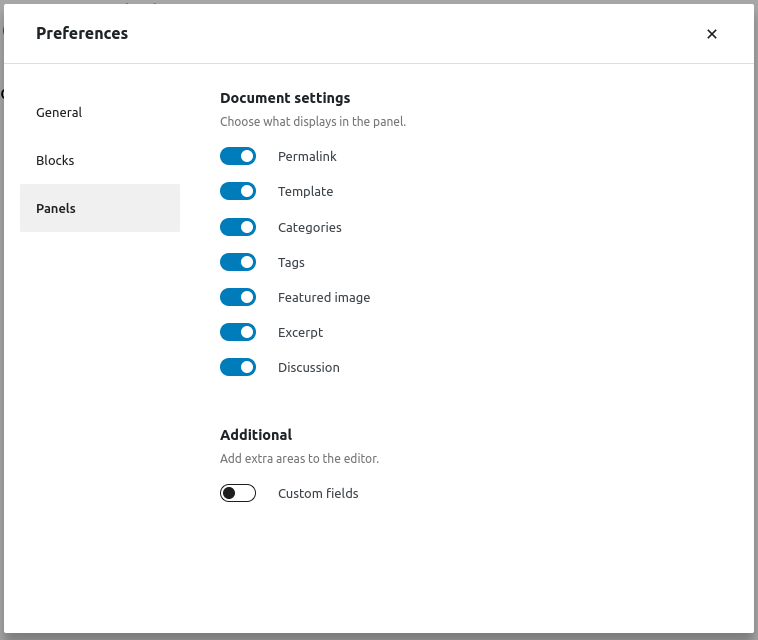 Preferences
General
Blocks
Panels
Document settings
Choose what displays in the panel.
Permalink
Template
Categories
Tags
Featured image
Excerpt
Discussion
Additional
Add extra areas to the editor.
Custom fields